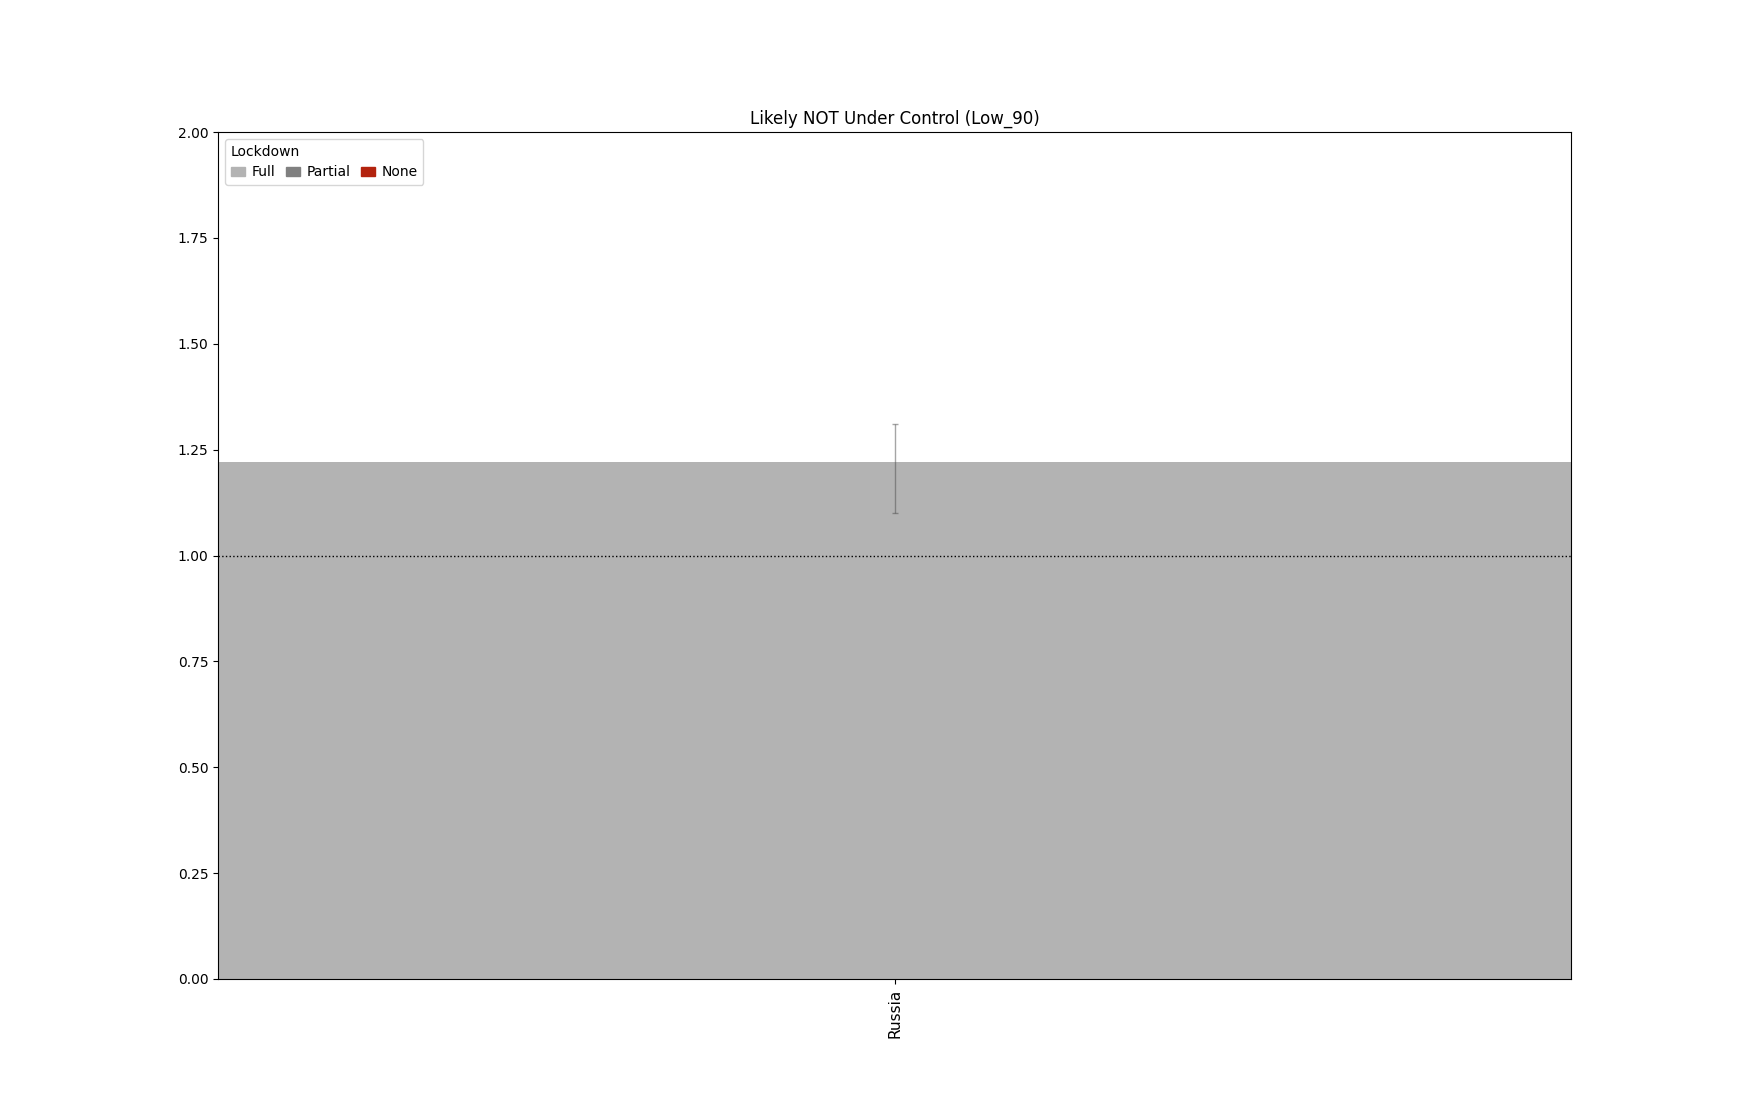 Likely NOT Under Control (Low_90)
2.00
Lockdown
Full Partial None
1.75
1.50
1.25
1.00
0.75
0.50
0.25
0.00
Russia